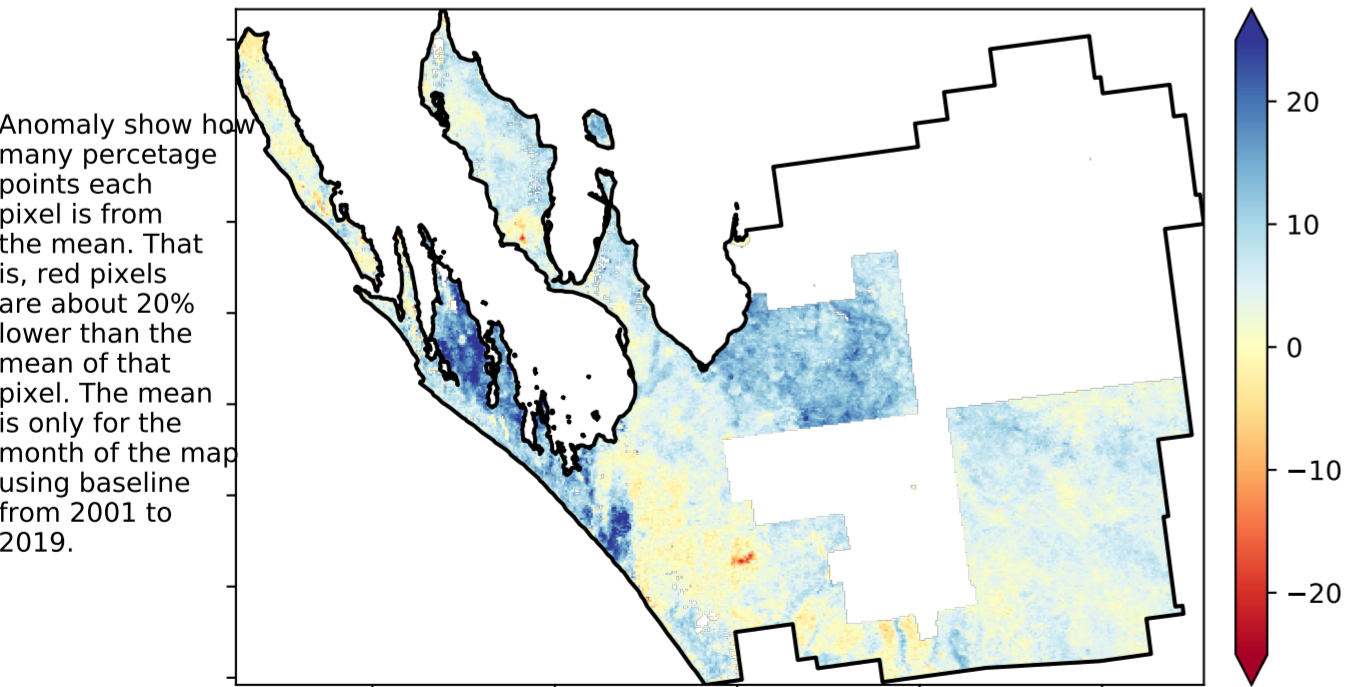 Anomaly show how
many percetage
points each
pixel is from
the mean. That
is, red pixels
are about 20%
lower than the
mean of that
pixel. The mean
is only for the
month of the map
using baseline
from 2001 to
2019.
20
10
0
−10
−20